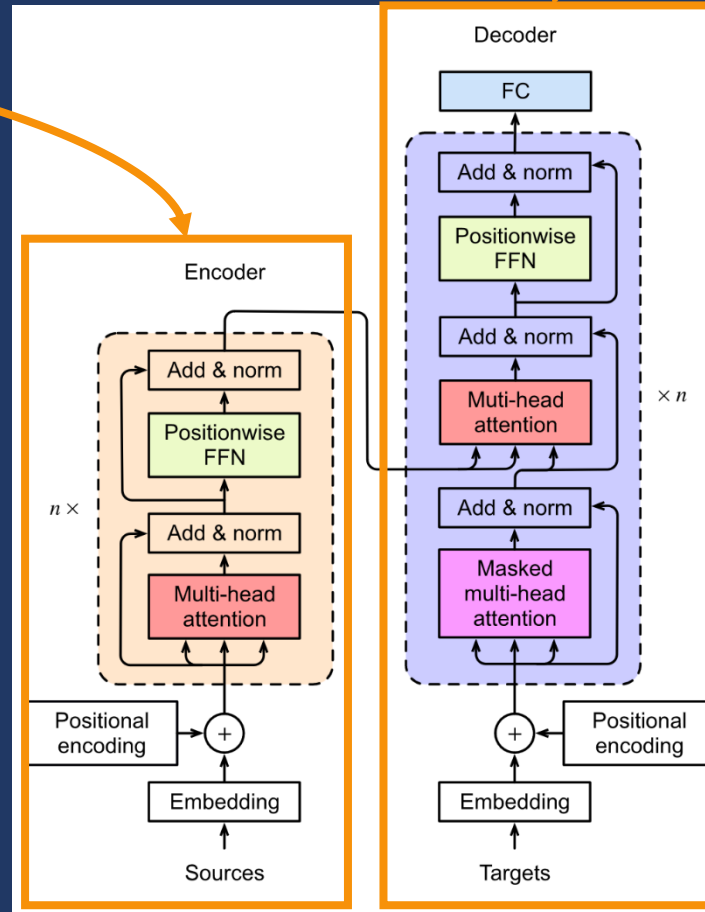 Encoder
Add & norm
Positionwise
FFN
n ×
Add & norm
Multi-head
attention
Positional
encoding
+
Embedding
Sources
Decoder
FC
Add & norm
Positionwise
FFN
Add & norm
Muti-head
attention
× n
Add & norm
Masked
multi-head
attention
+
Positional
encoding
Embedding
Targets